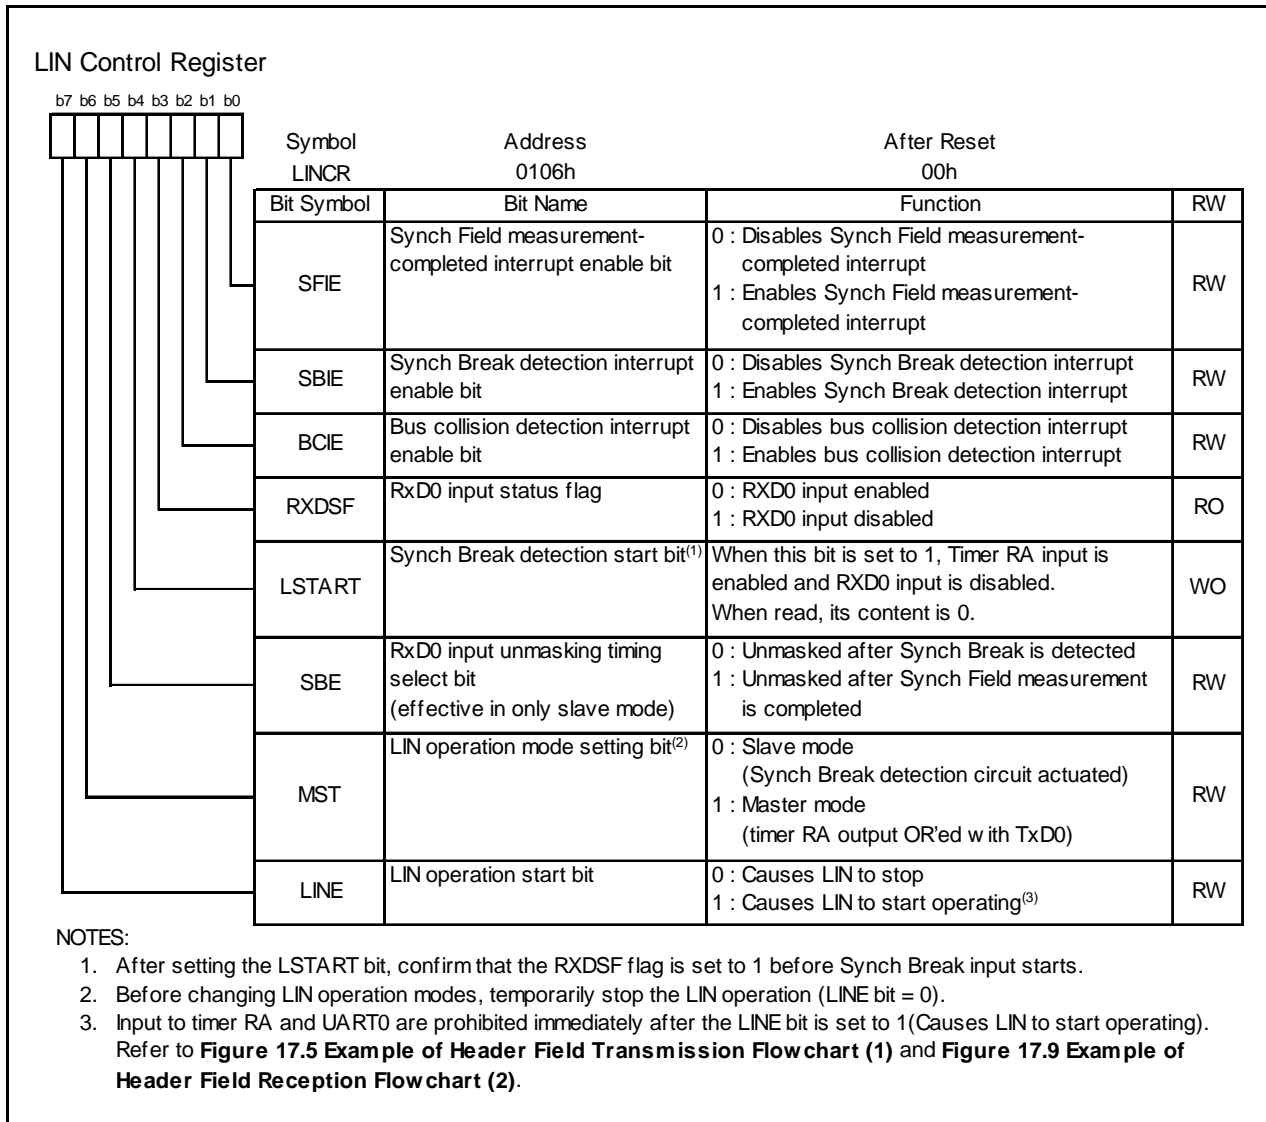 LIN Control Register
b7 b6 b5 b4 b3 b2 b1 b0
Symbol Address After Reset
LINCR 0106h 00h
Bit Symbol Bit Name Function RW
SFIE Synch Field measurement- 0 : Disables Synch Field measurement- RW
completed interrupt enable bit completed interrupt
1 : Enables Synch Field measurement-
completed interrupt
SBIE Synch Break detection interrupt 0 : Disables Synch Break detection interrupt RW
enable bit 1 : Enables Synch Break detection interrupt
BCIE Bus collision detection interrupt 0 : Disables bus collision detection interrupt RW
enable bit 1 : Enables bus collision detection interrupt
RXDSF RxD0 input status flag 0 : RXD0 input enabled RO
1 : RXD0 input disabled
LSTART Synch Break detection start bit(1) When this bit is set to 1, Timer RA input is WO
enabled and RXD0 input is disabled.
When read, its content is 0.
SBE RxD0 input unmasking timing 0 : Unmasked after Synch Break is detected RW
select bit 1 : Unmasked after Synch Field measurement
(effective in only slave mode) is completed
MST LIN operation mode setting bit(2) 0 : Slave mode RW
(Synch Break detection circuit actuated)
1 : Master mode
(timer RA output OR'ed with TxD0)
LINE LIN operation start bit 0 : Causes LIN to stop RW
1 : Causes LIN to start operating(3)
NOTES:
1. After setting the LSTART bit, confirm that the RXDSF flag is set to 1 before Synch Break input starts.
2. Before changing LIN operation modes, temporarily stop the LIN operation (LINE bit = 0).
3. Input to timer RA and UART0 are prohibited immediately after the LINE bit is set to 1(Causes LIN to start operating).
Refer to Figure 17.5 Example of Header Field Transmission Flowchart (1) and Figure 17.9 Example of
Header Field Reception Flowchart (2).